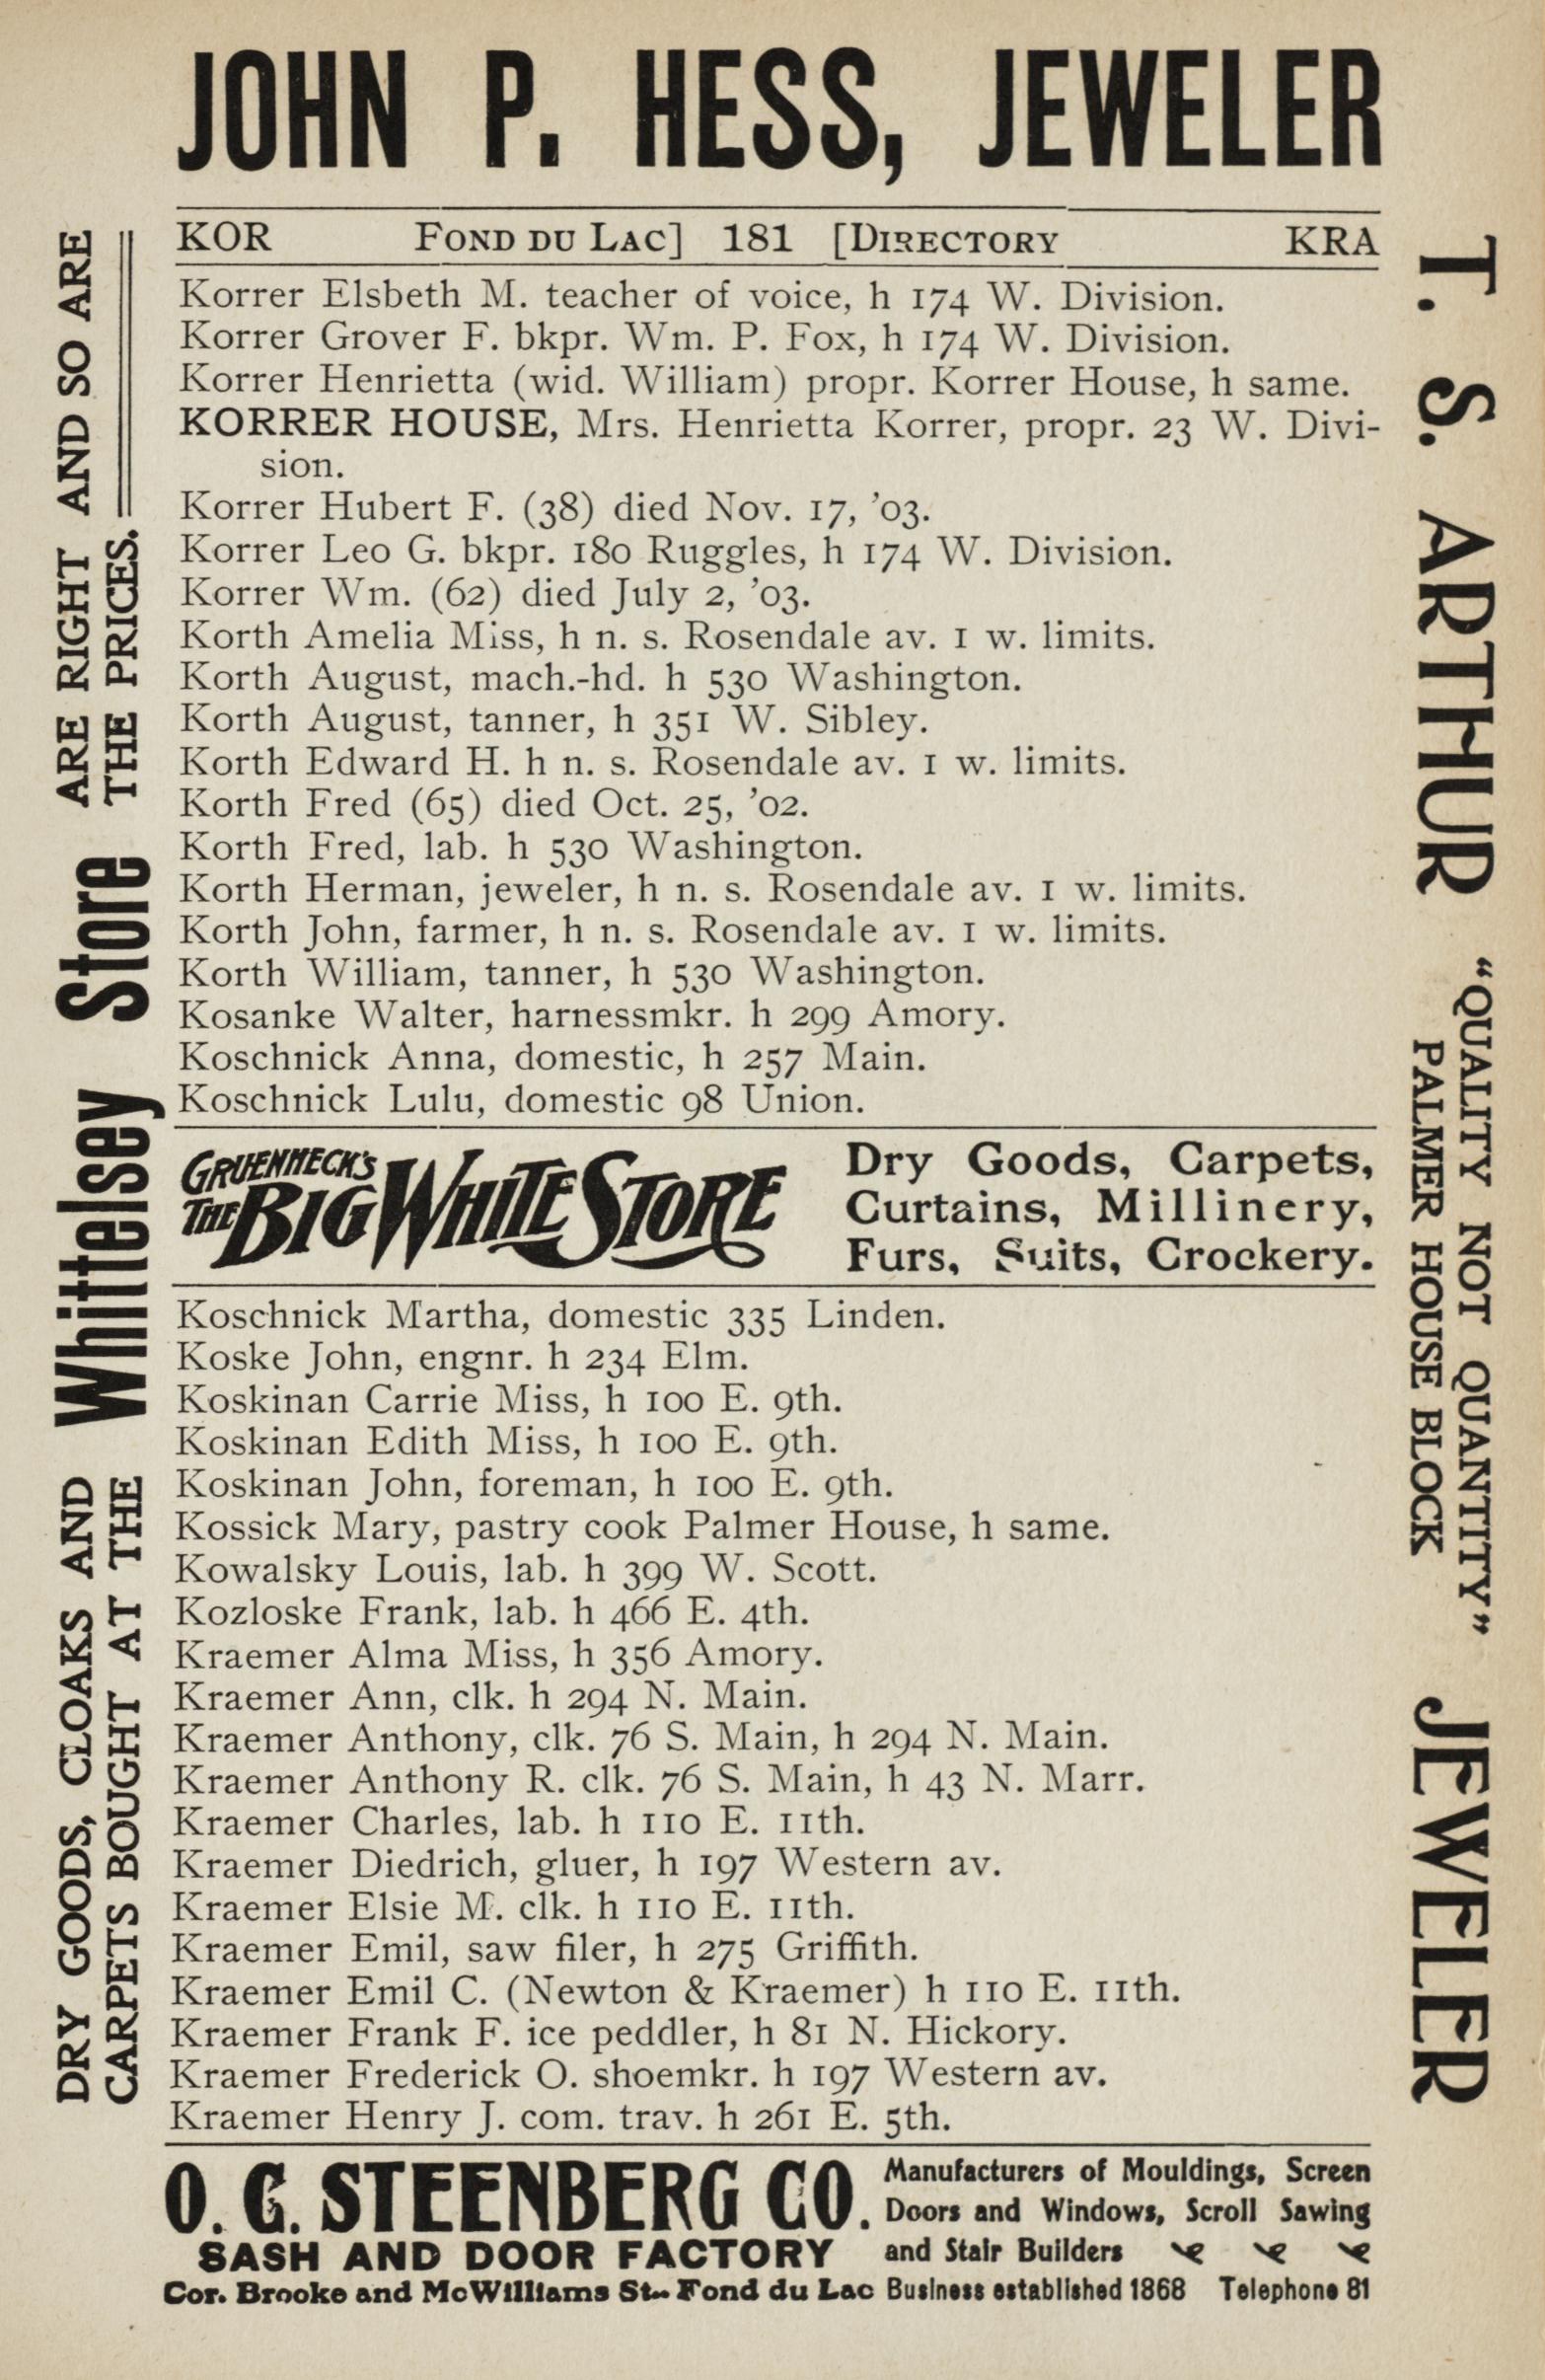 JOHN P. HESS, JEWELER
KOR FOND DU LAC] 181 [DIRECTORY KRA
Korrer Elsbeth M. teacher of voice, h 174 W. Division.
Korrer Grover F. bkpr. Wm. P. Fox, h 174 W. Division.
Korrer Henrietta (wid. William) propr. Korrer House, h same.
KORRER HOUSE, Mrs. Henrietta Korrer, propr. 23 W. Divi-
sion.
Korrer Hubert F. (38) died Nov. 17, '03.
Korrer Leo G. bkpr. 180 Ruggles, h 174 W. Division.
Korrer Wm. (62) died July 2, '03.
Korth Amelia Miss, h n. s. Rosendale av. 1 w. limits.
Korth August, mach.-hd. h 530 Washington.
Korth August, tanner, h 351 W. Sibley.
Korth Edward H. h n. s. Rosendale av. 1 w. limits.
Korth Fred (65) died Oct. 25, '02.
Korth Fred, lab. h 530 Washington.
Korth Herman, jeweler, h n. s. Rosendale av. 1 w. limits.
Korth John, farmer, h n. s. Rosendale av. 1 w. limits.
Korth William, tanner, h 530 Washington.
Kosanke Walter, harnessmkr. h 299 Amory.
Koschnick Anna, domestic, h 257 Main.
Koschnick Lulu, domestic 98 Union.
GRUENHECK'S
THE BIG WHITE STORE
Dry Goods, Carpets,
Curtains, Millinery,
Furs, Suits, Crockery.
Koschnick Martha, domestic 335 Linden.
Koske John, engnr. h 234 Elm.
Koskinan Carrie Miss, h 100 E. 9th.
Koskinan Edith Miss, h 100 E. 9th.
Koskinan John, foreman, h 100 E. 9th.
Kossick Mary, pastry cook Palmer House, h same.
Kowalsky Louis, lab. h 399 W. Scott.
Kozloske Frank, lab. h 466 E. 4th.
Kraemer Alma Miss, h 356 Amory.
Kraemer Ann, clk. h 294 N. Main.
Kraemer Anthony, clk. 76 S. Main, h 294 N. Main.
Kraemer Anthony R. clk. 76 S. Main, h 43 N. Marr.
Kraemer Charles, lab. h 110 E. 11th.
Kraemer Diedrich, gluer, h 197 Western av.
Kraemer Elsie M. clk. h 110 E. 11th.
Kraemer Emil, saw filer, h 275 Griffith.
Kraemer Emil C. (Newton & Kraemer) h 110 E. 11th.
Kraemer Frank F. ice peddler, h 81 N. Hickory.
Kraemer Frederick O. shoemkr. h 197 Western av.
Kraemer Henry J. com. trav. h 261 E. 5th.
O. G. STEENBERG CO.
SASH AND DOOR FACTORY
Cor. Brooke and McWilliams St.. Fond du Lac
Manufacturers of Mouldings, Screen
Doors and Windows, Scroll Sawing
and Stair Builders
Business established 1868 Telephone 81
DRY GOODS, CLOAKS AND
CARPETS BOUGHT AT THE
Whittelsey Store
ARE RIGHT AND SO ARE
THE PRICES.
T. S. ARTHUR
"QUALITY NOT QUANTITY"
PALMER HOUSE BLOCK
JEWELER